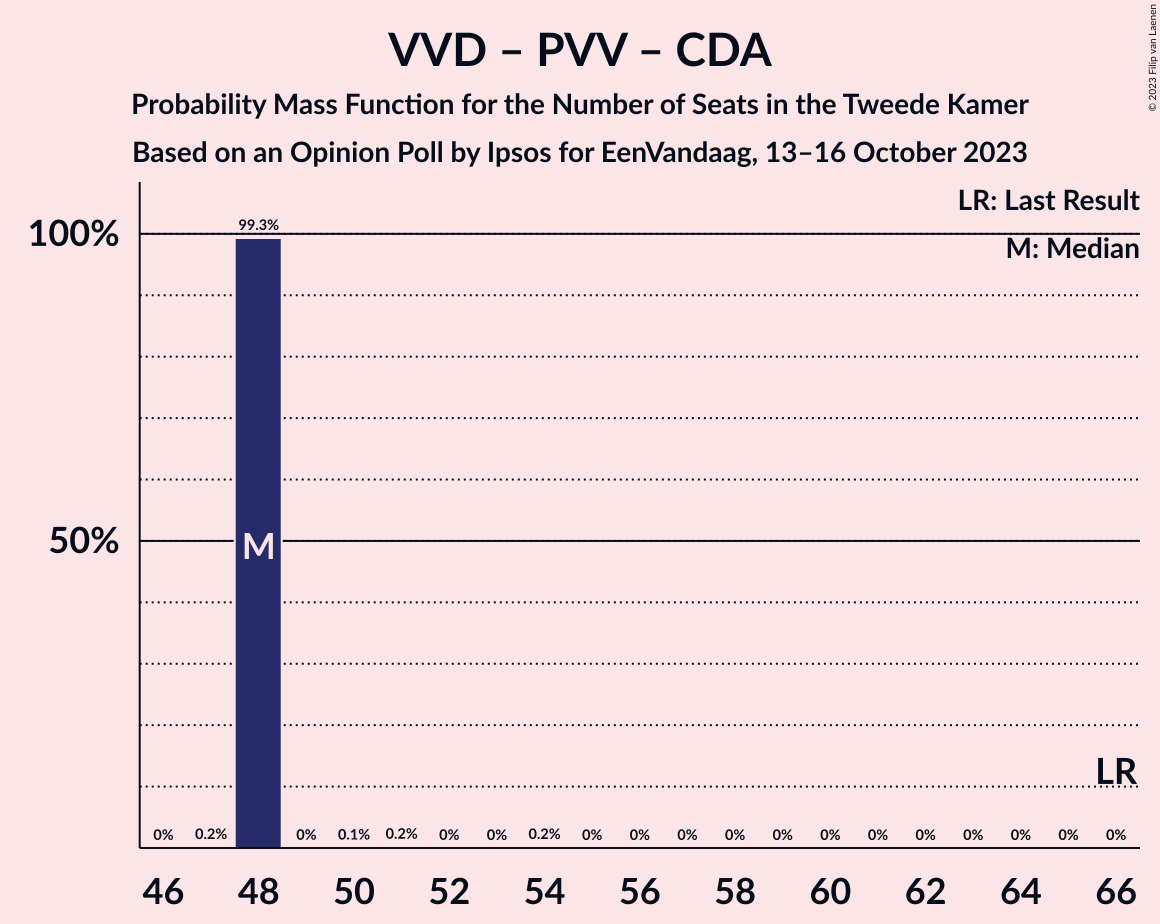 VVD – PVV – CDA
Probability Mass Function for the Number of Seats in the Tweede Kamer
Based on an Opinion Poll by Ipsos for EenVandaag, 13–16 October 2023
© 2023 Filip van Laenen
LR: Last Result
M: Median
100%
50%
99.3%
M
LR
0% 0.2% 0% 0.1% 0.2% 0% 0% 0.2% 0% 0% 0% 0% 0% 0% 0% 0% 0% 0% 0% 0%
46 48 50 52 54 56 58 60 62 64 66